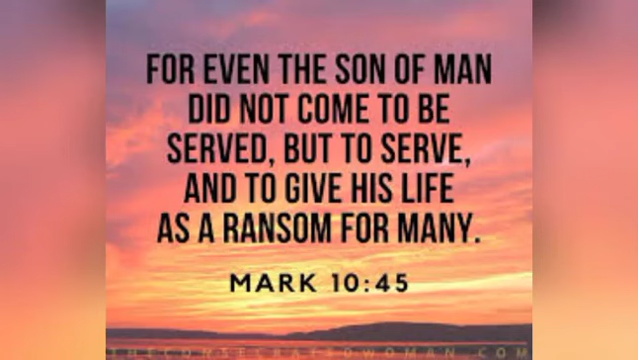 FOR EVEN THE SON OF MAN
DID NOT COME TO BE
SERVED, BUT TO SERVE,
AND TO GIVE HIS LIFE
AS A RANSOM FOR MANY.
MARK 10:45